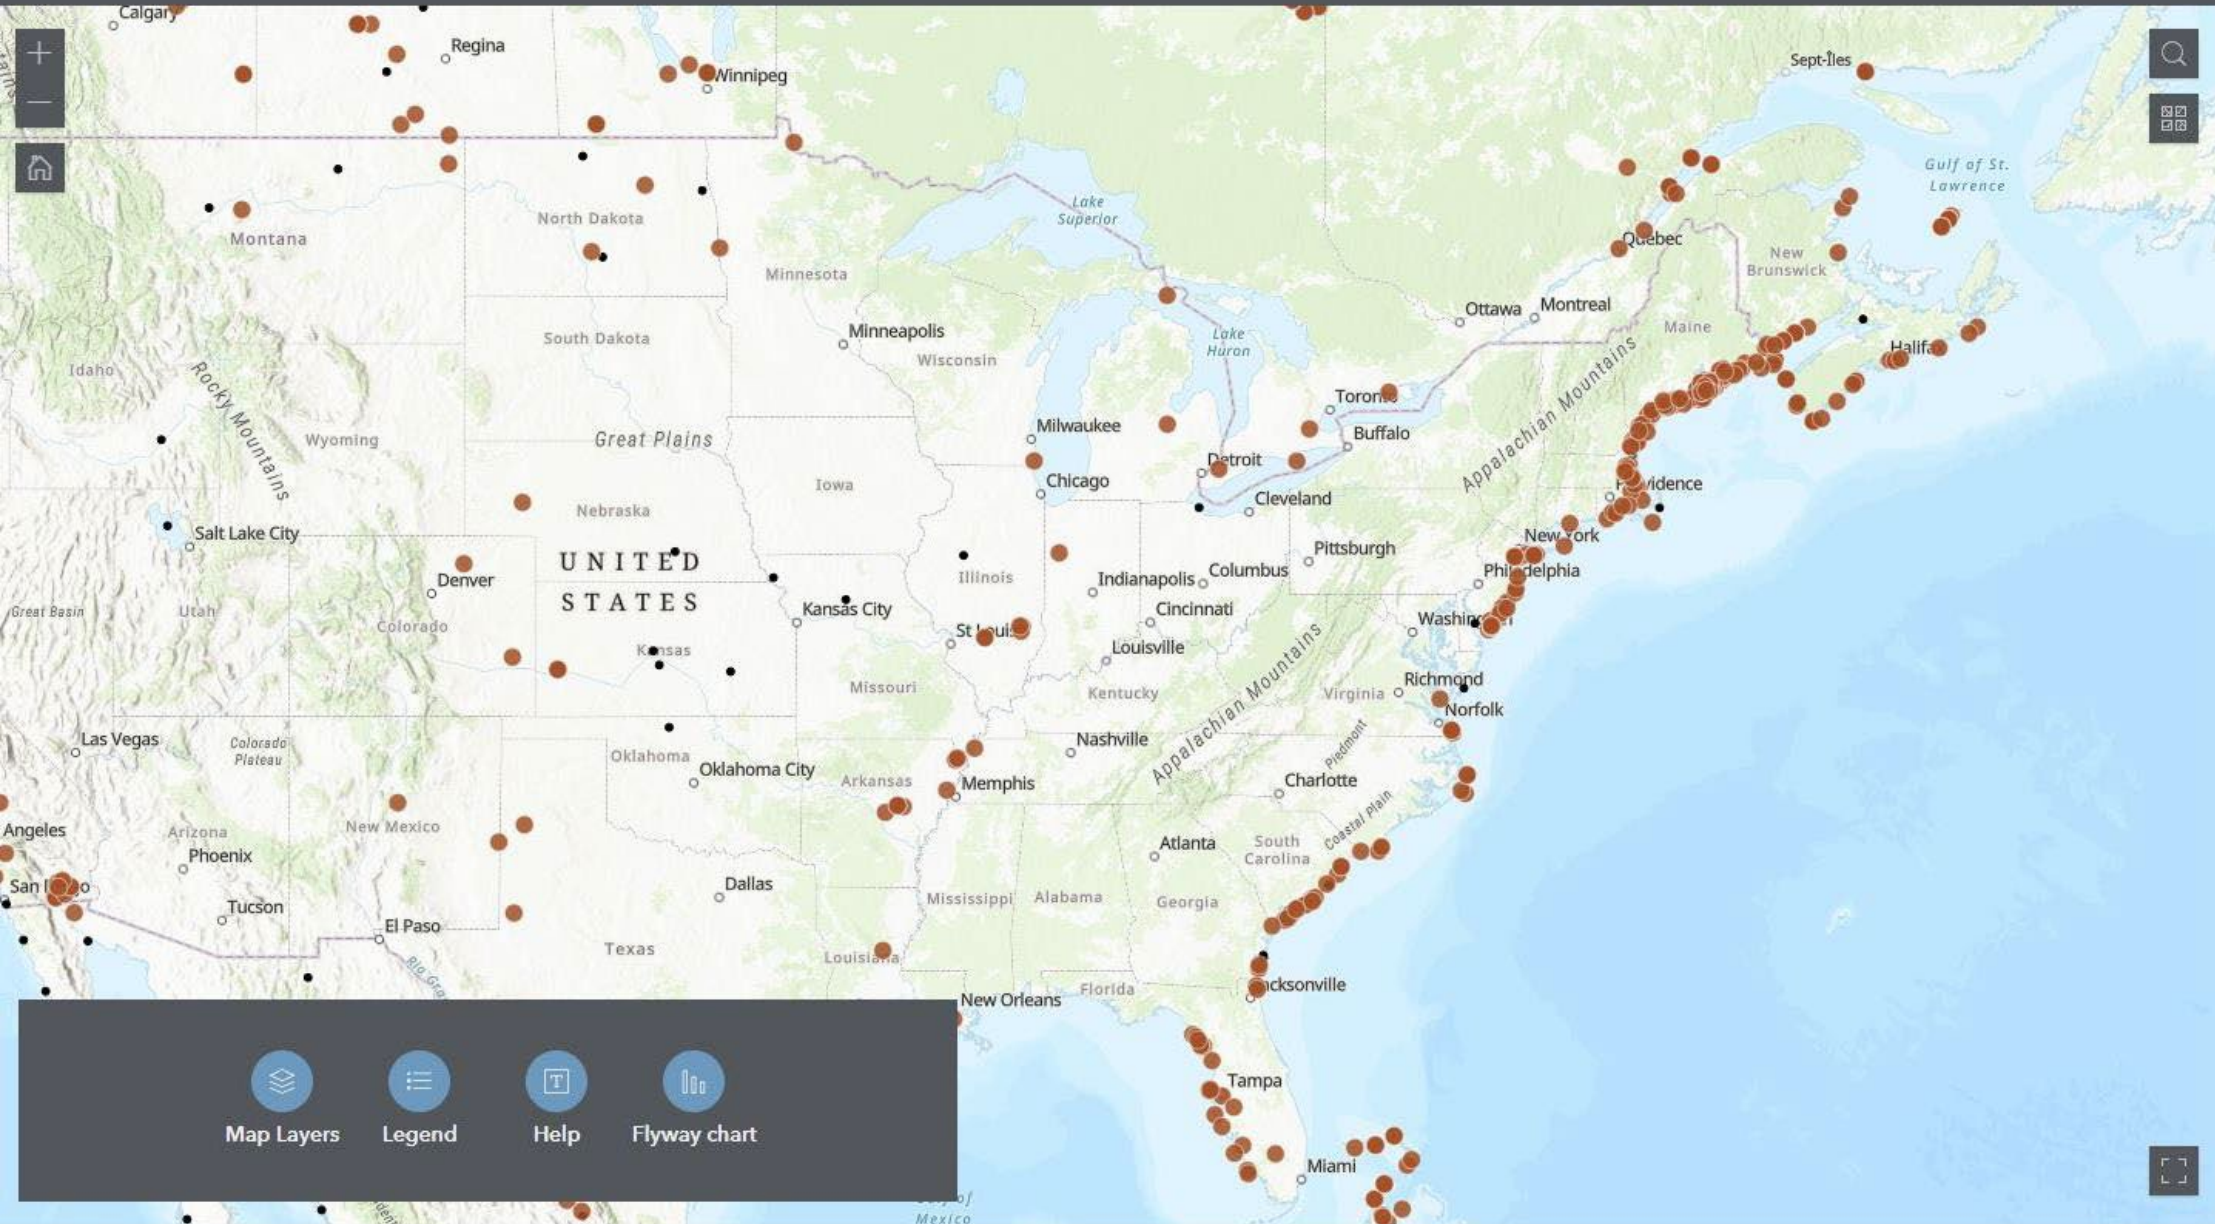 Calgary
Regina
Winnipeg
Sept-Îles
Gulf of St.
Lawrence
Lake
Superior
North Dakota
Montana
Québec
New
Brunswick
Minnesota
Ottawa
Montreal
Minneapolis
South Dakota
Lake
Huron
Maine
Wisconsin
Halifax
Idaho
Rocky Mountains
Toronto
Appalachian Mountains
Wyoming
Great Plains
Milwaukee
Buffalo
Detroit
Chicago
Iowa
Providence
Cleveland
Nebraska
Salt Lake City
New York
UNITED
STATES
Pittsburgh
Denver
Illinois
Indianapolis
Columbus
Philadelphia
Great Basin
Utah
Colorado
Kansas City
Cincinnati
Washington
St Louis
Kansas
Louisville
Missouri
Kentucky
Appalachian Mountains
Virginia
Richmond
Norfolk
Las Vegas
Colorado
Plateau
Nashville
Piedmont
Oklahoma
Oklahoma City
Arkansas
Memphis
Charlotte
Angeles
Arizona
New Mexico
Coastal Plain
Phoenix
Atlanta
South
Carolina
San Diego
Dallas
Mississippi
Alabama
Georgia
Tucson
El Paso
Texas
Louisiana
Rio Gra
Jacksonville
Florida
New Orleans
Tampa
Map Layers
Legend
Help
Flyway chart
Miami
Gulf of
Mexico